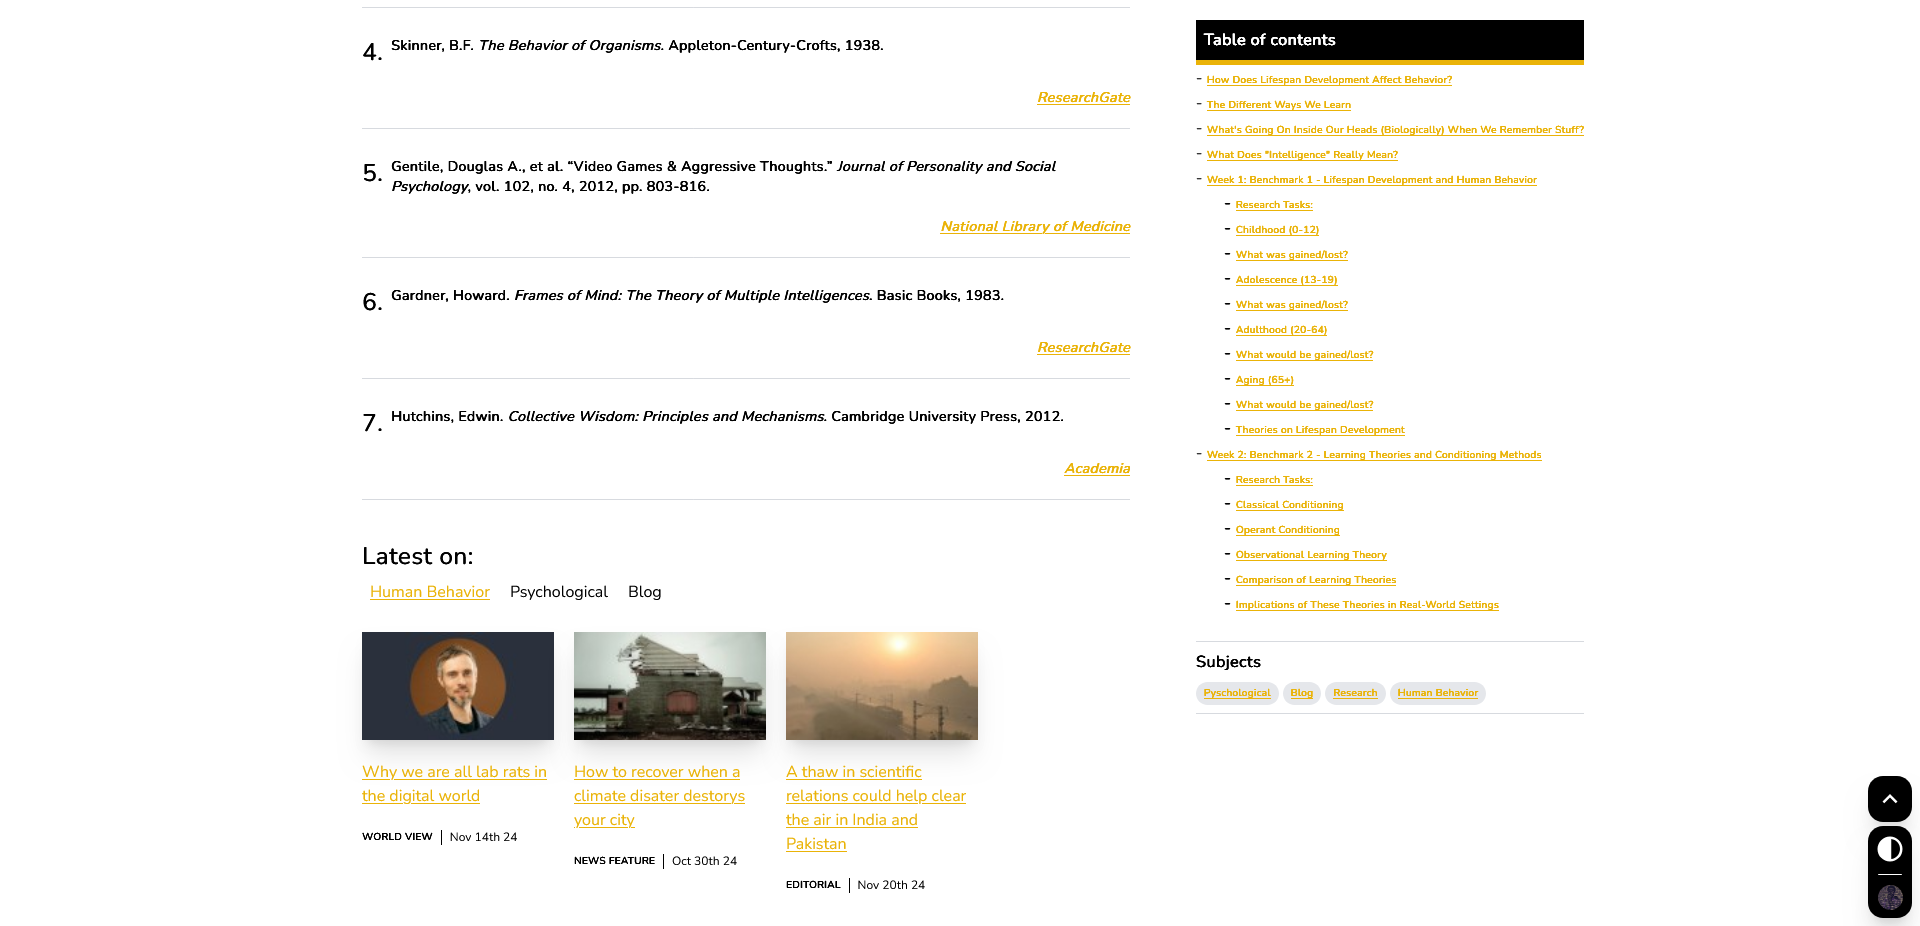 4. Skinner, B.F. The Behavior of Organisms. Appleton-Century-Crofts, 1938.
ResearchGate
5. Gentile, Douglas A., et al. “Video Games & Aggressive Thoughts.” Journal of Personality and Social
Psychology, vol. 102, no. 4, 2012, pp. 803-816.
National Library of Medicine
6. Gardner, Howard. Frames of Mind: The Theory of Multiple Intelligences. Basic Books, 1983.
ResearchGate
7. Hutchins, Edwin. Collective Wisdom: Principles and Mechanisms. Cambridge University Press, 2012.
Academia
Latest on:
Human Behavior Psychological Blog
Why we are all lab rats in
the digital world
WORLD VIEW | Nov 14th 24
How to recover when a
climate disater destorys
your city
NEWS FEATURE | Oct 30th 24
A thaw in scientific
relations could help clear
the air in India and
Pakistan
EDITORIAL | Nov 20th 24
Table of contents
- How Does Lifespan Development Affect Behavior?
- The Different Ways We Learn
- What's Going On Inside Our Heads (Biologically) When We Remember Stuff?
- What Does "Intelligence" Really Mean?
- Week 1: Benchmark 1 - Lifespan Development and Human Behavior
- Research Tasks:
- Childhood (0-12)
- What was gained/lost?
- Adolescence (13-19)
- What was gained/lost?
- Adulthood (20-64)
- What would be gained/lost?
- Aging (65+)
- What would be gained/lost?
- Theories on Lifespan Development
- Week 2: Benchmark 2 - Learning Theories and Conditioning Methods
- Research Tasks:
- Classical Conditioning
- Operant Conditioning
- Observational Learning Theory
- Comparison of Learning Theories
- Implications of These Theories in Real-World Settings
Subjects
Pyschological Blog Research Human Behavior